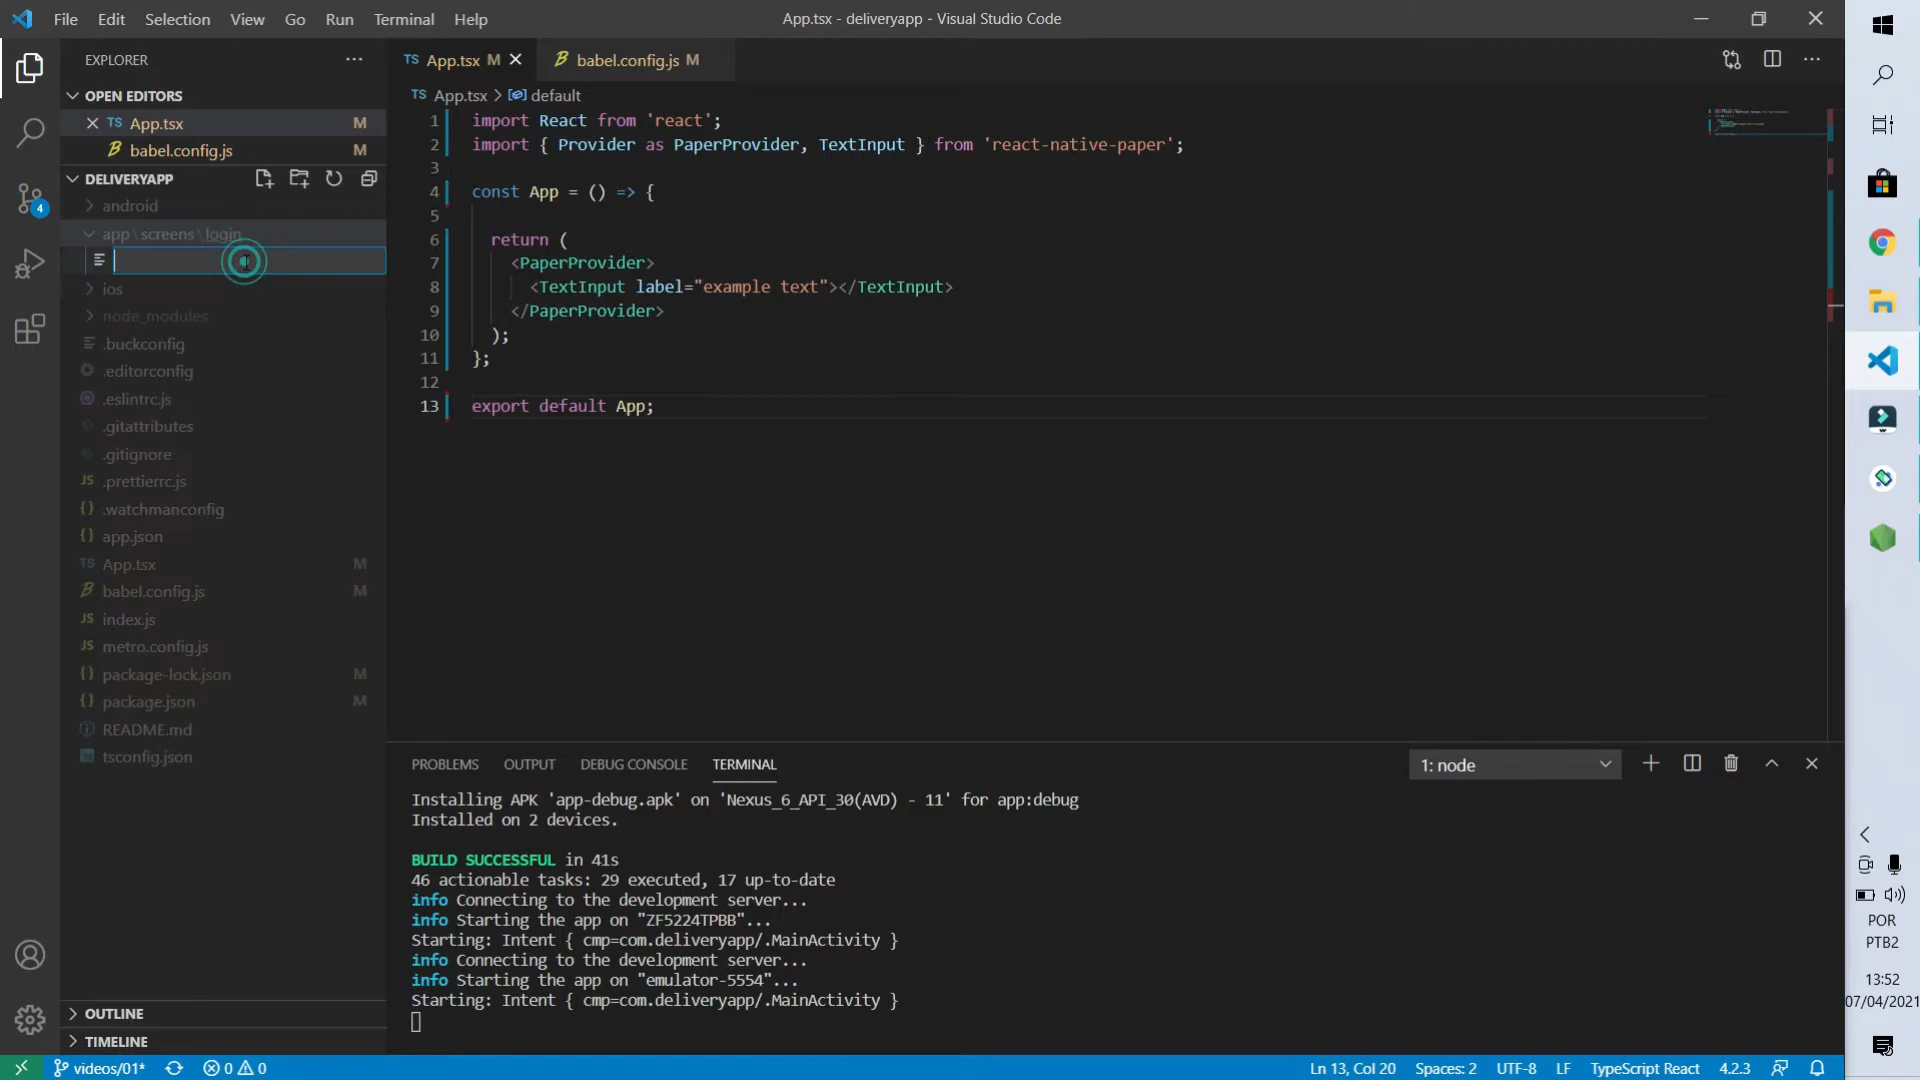 File Edit Selection View Go Run Terminal Help
App.tsx - deliveryapp - Visual Studio Code
EXPLORER
OPEN EDITORS
App.tsx M
babel.config.js M
DELIVERYAPP
android
app\screens\login
ios
node_modules
.buckconfig
.editorconfig
.eslintrc.js
.gitattributes
.gitignore
.prettierrc.js
.watchmanconfig
app.json
App.tsx M
babel.config.js M
index.js
metro.config.js
package-lock.json M
package.json M
README.md
tsconfig.json
OUTLINE
TIMELINE
4
TS App.tsx M
babel.config.js M
TS App.tsx > default
1 import React from 'react';
2 import { Provider as PaperProvider, TextInput } from 'react-native-paper';
3
4 const App = () => {
5
6 return (
7 <PaperProvider>
8 <TextInput label="example text"></TextInput>
9 </PaperProvider>
10 );
11 };
12
13 export default App;
PROBLEMS OUTPUT DEBUG CONSOLE TERMINAL
1: node
Installing APK 'app-debug.apk' on 'Nexus_6_API_30(AVD) - 11' for app:debug
Installed on 2 devices.
BUILD SUCCESSFUL in 41s
46 actionable tasks: 29 executed, 17 up-to-date
info Connecting to the development server...
info Starting the app on "ZF5224TPBB"...
Starting: Intent { cmp=com.deliveryapp/.MainActivity }
info Connecting to the development server...
info Starting the app on "emulator-5554"...
Starting: Intent { cmp=com.deliveryapp/.MainActivity }
videos/01* 0 0
Ln 13, Col 20 Spaces: 2 UTF-8 LF TypeScript React 4.2.3
POR
PTB2
13:52
07/04/2021